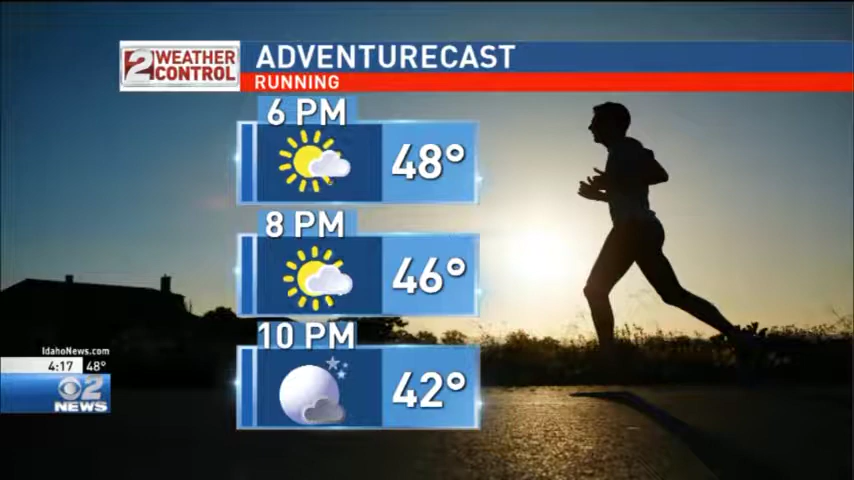 2 WEATHER CONTROL
ADVENTURECAST
RUNNING
6 PM
48°
8 PM
46°
10 PM
42°
IdahoNews.com
4:17 48°
2
NEWS